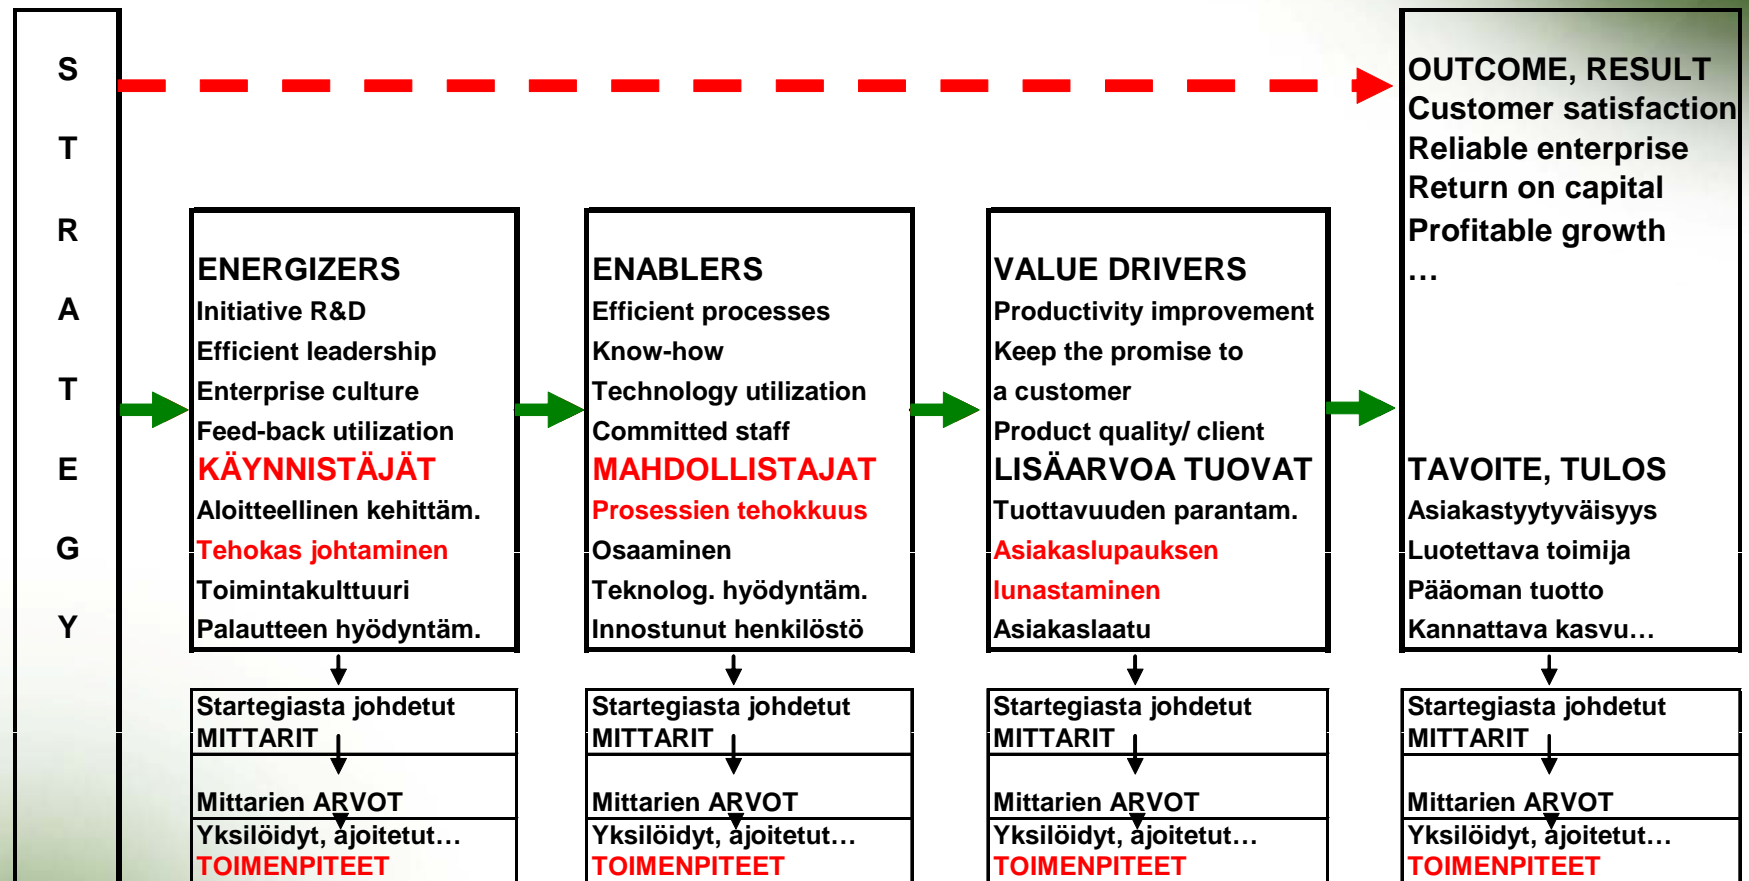 S
T
R
A
T
E
G
Y
ENERGIZERS
Initiative R&D
Efficient leadership
Enterprise culture
Feed-back utilization
KÄYNNISTÄJÄT
Aloitteellinen kehittäm.
Tehokas johtaminen
Toimintakulttuuri
Palautteen hyödyntäm.
Startegiasta johdetut
MITTARIT
Mittarien ARVOT
Yksilöidyt, ajoitetut…
TOIMENPITEET
ENABLERS
Efficient processes
Know-how
Technology utilization
Committed staff
MAHDOLLISTAJAT
Prosessien tehokkuus
Osaaminen
Teknolog. hyödyntäm.
Innostunut henkilöstö
Startegiasta johdetut
MITTARIT
Mittarien ARVOT
Yksilöidyt, ajoitetut…
TOIMENPITEET
VALUE DRIVERS
Productivity improvement
Keep the promise to
a customer
Product quality/ client
LISÄARVOA TUOVAT
Tuottavuuden parantam.
Asiakaslupauksen
lunastaminen
Asiakaslaatu
Startegiasta johdetut
MITTARIT
Mittarien ARVOT
Yksilöidyt, ajoitetut…
TOIMENPITEET
OUTCOME, RESULT
Customer satisfaction
Reliable enterprise
Return on capital
Profitable growth
…
TAVOITE, TULOS
Asiakastyytyväisyys
Luotettava toimija
Pääoman tuotto
Kannattava kasvu…
Startegiasta johdetut
MITTARIT
Mittarien ARVOT
Yksilöidyt, ajoitetut…
TOIMENPITEET